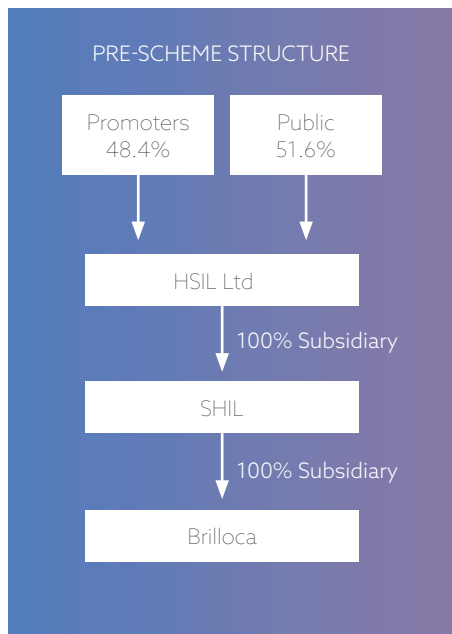 PRE-SCHEME STRUCTURE
Promoters
48.4%
Public
51.6%
HSIL Ltd
100% Subsidiary
SHIL
100% Subsidiary
Brilloca